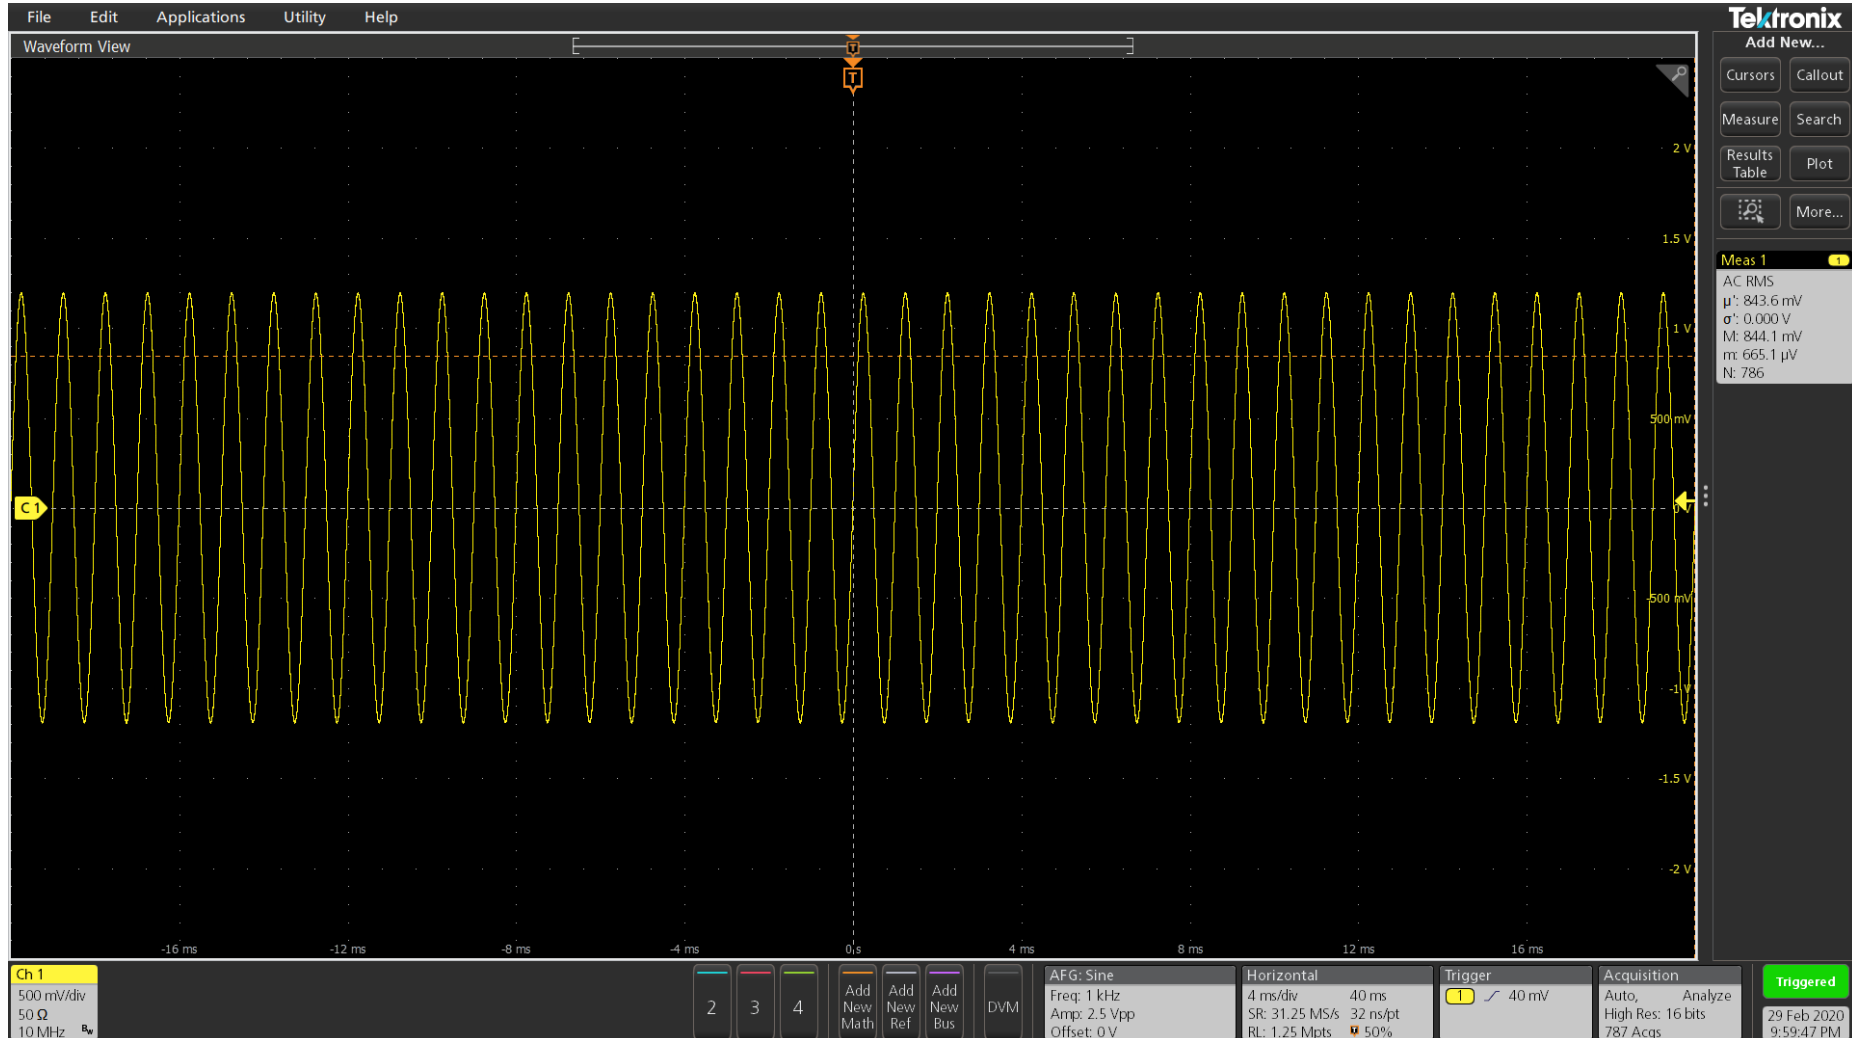 File Edit Applications Utility Help
Tektronix
Waveform View
Add New...
T
T
Cursors Callout
Measure Search
Results Table Plot
More...
2 V
1.5 V
1 V
500 mV
0 V
-500 mV
-1 V
-1.5 V
-2 V
C 1
Meas 1 1
AC RMS
µ': 843.6 mV
σ': 0.000 V
M: 844.1 mV
m: 665.1 µV
N: 786
-16 ms -12 ms -8 ms -4 ms 0 s 4 ms 8 ms 12 ms 16 ms
Ch 1
500 mV/div
50 Ω
10 MHz Bw
2 3 4
Add New Math
Add New Ref
Add New Bus
DVM
AFG: Sine
Freq: 1 kHz
Amp: 2.5 Vpp
Offset: 0 V
Horizontal
4 ms/div 40 ms
SR: 31.25 MS/s 32 ns/pt
RL: 1.25 Mpts T 50%
Trigger
1 40 mV
Acquisition
Auto, Analyze
High Res: 16 bits
787 Acqs
Triggered
29 Feb 2020
9:59:47 PM